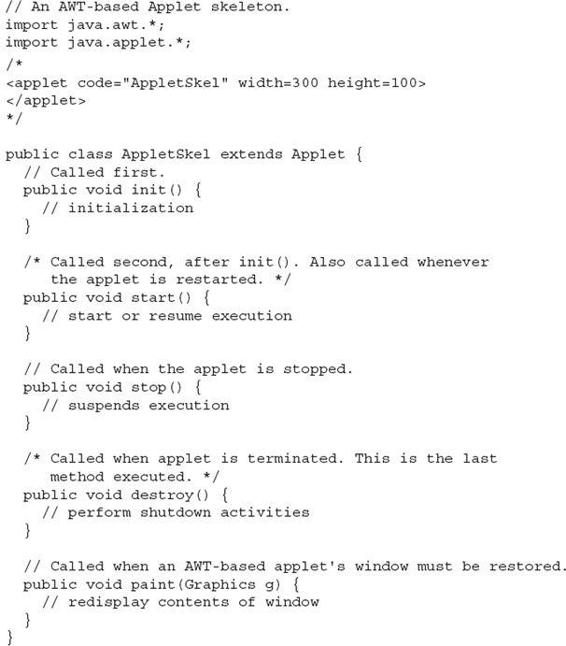 // An AWT-based Applet skeleton.
import java.awt.*;
import java.applet.*;
/*
<applet code="AppletSkel" width=300 height=100>
</applet>
*/
public class AppletSkel extends Applet {
// Called first.
public void init() {
// initialization
}
/* Called second, after init(). Also called whenever
the applet is restarted. */
public void start() {
// start or resume execution
}
// Called when the applet is stopped.
public void stop() {
// suspends execution
}
/* Called when applet is terminated. This is the last
method executed. */
public void destroy() {
// perform shutdown activities
}
// Called when an AWT-based applet's window must be restored.
public void paint(Graphics g) {
// redisplay contents of window
}
}